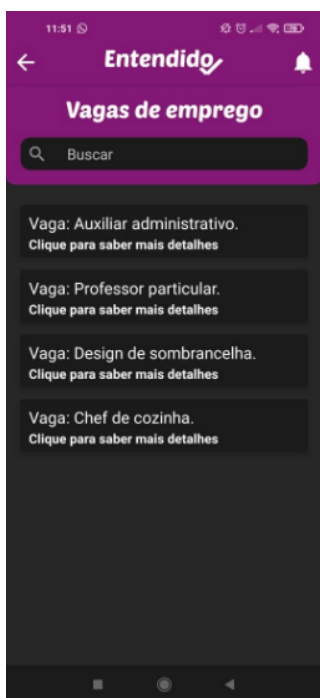 11:51
Entendido
Vagas de emprego
Buscar
Vaga: Auxiliar administrativo.
Clique para saber mais detalhes
Vaga: Professor particular.
Clique para saber mais detalhes
Vaga: Design de sombrancelha.
Clique para saber mais detalhes
Vaga: Chef de cozinha.
Clique para saber mais detalhes